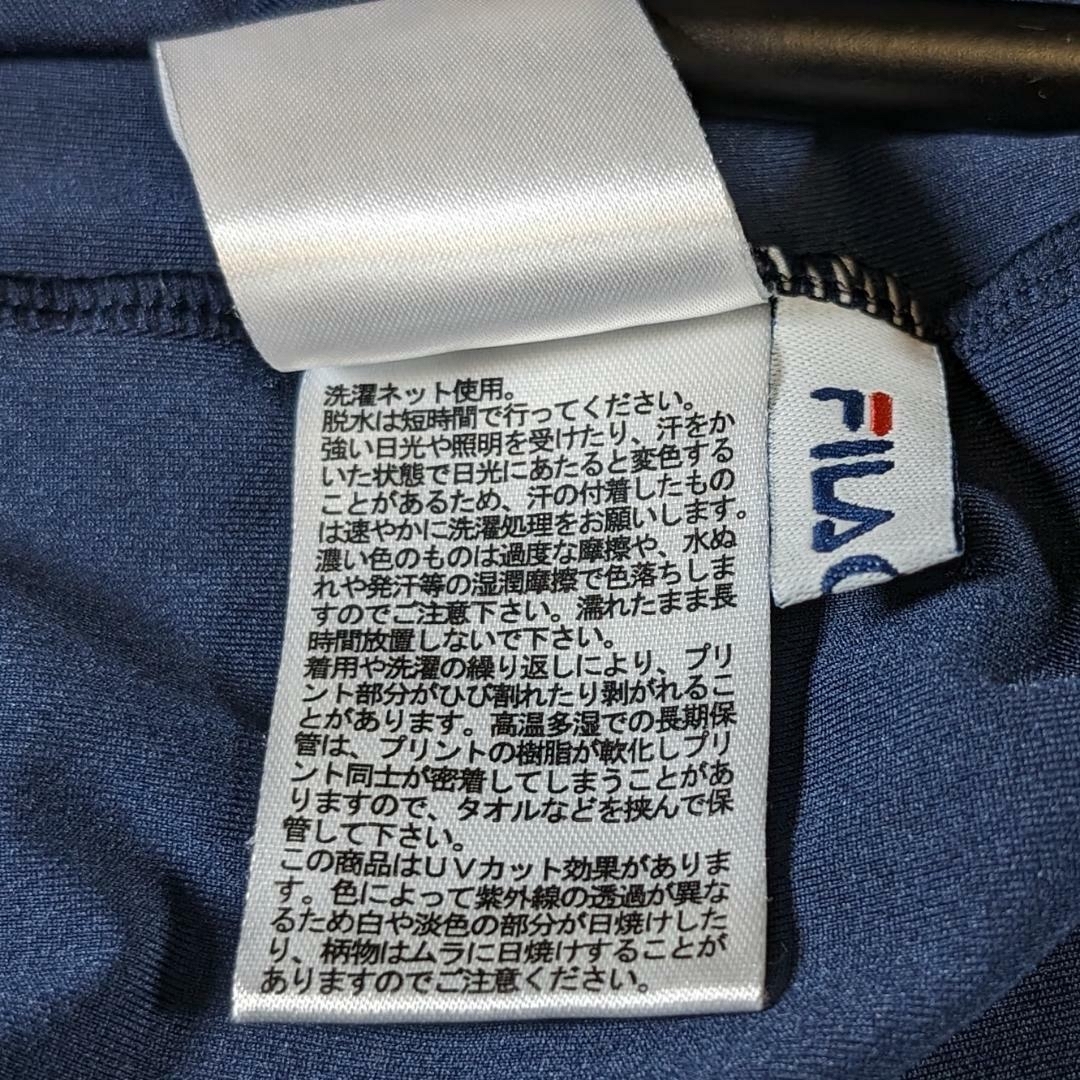 洗濯ネット使用。
脱水は短時間で行ってください。
強い日光や照明を受けたり、汗をか
いた状態で日光にあたると変色する
ことがあるため、汗の付着したもの
は速やかに洗濯処理をお願いします。
濃い色のものは過度な摩擦や、水ぬ
れや発汗等の湿潤摩擦で色落ちしま
すのでご注意下さい。濡れたまま長
時間放置しないで下さい。
着用や洗濯の繰り返しにより、プリ
ント部分がひび割れたり剥がれるこ
とがあります。高温多湿での長期保
管は、プリントの樹脂が軟化しプリ
ント同士が密着してしまうことがあ
りますので、タオルなどを挟んで保
管して下さい。
この商品はUVカット効果がありま
す。色によって紫外線の透過が異な
るため白や淡色の部分が日焼けした
り、柄物はムラに日焼けすることが
ありますのでご注意ください。
FILA